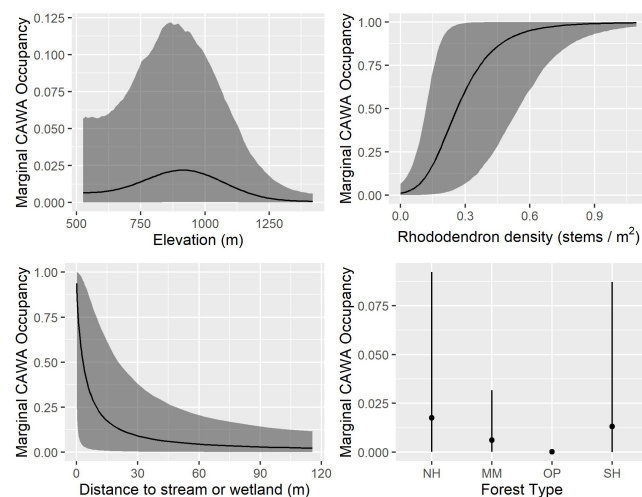 Marginal CAWA Occupancy
0.125
0.100
0.075
0.050
0.025
0.000
500
750
1000
1250
Elevation (m)
Marginal CAWA Occupancy
1.00
0.75
0.50
0.25
0.00
0.0
0.3
0.6
0.9
Rhododendron density (stems / m²)
Marginal CAWA Occupancy
1.00
0.75
0.50
0.25
0.00
0
30
60
90
120
Distance to stream or wetland (m)
Marginal CAWA Occupancy
0.075
0.050
0.025
0.000
NH
MM
OP
SH
Forest Type